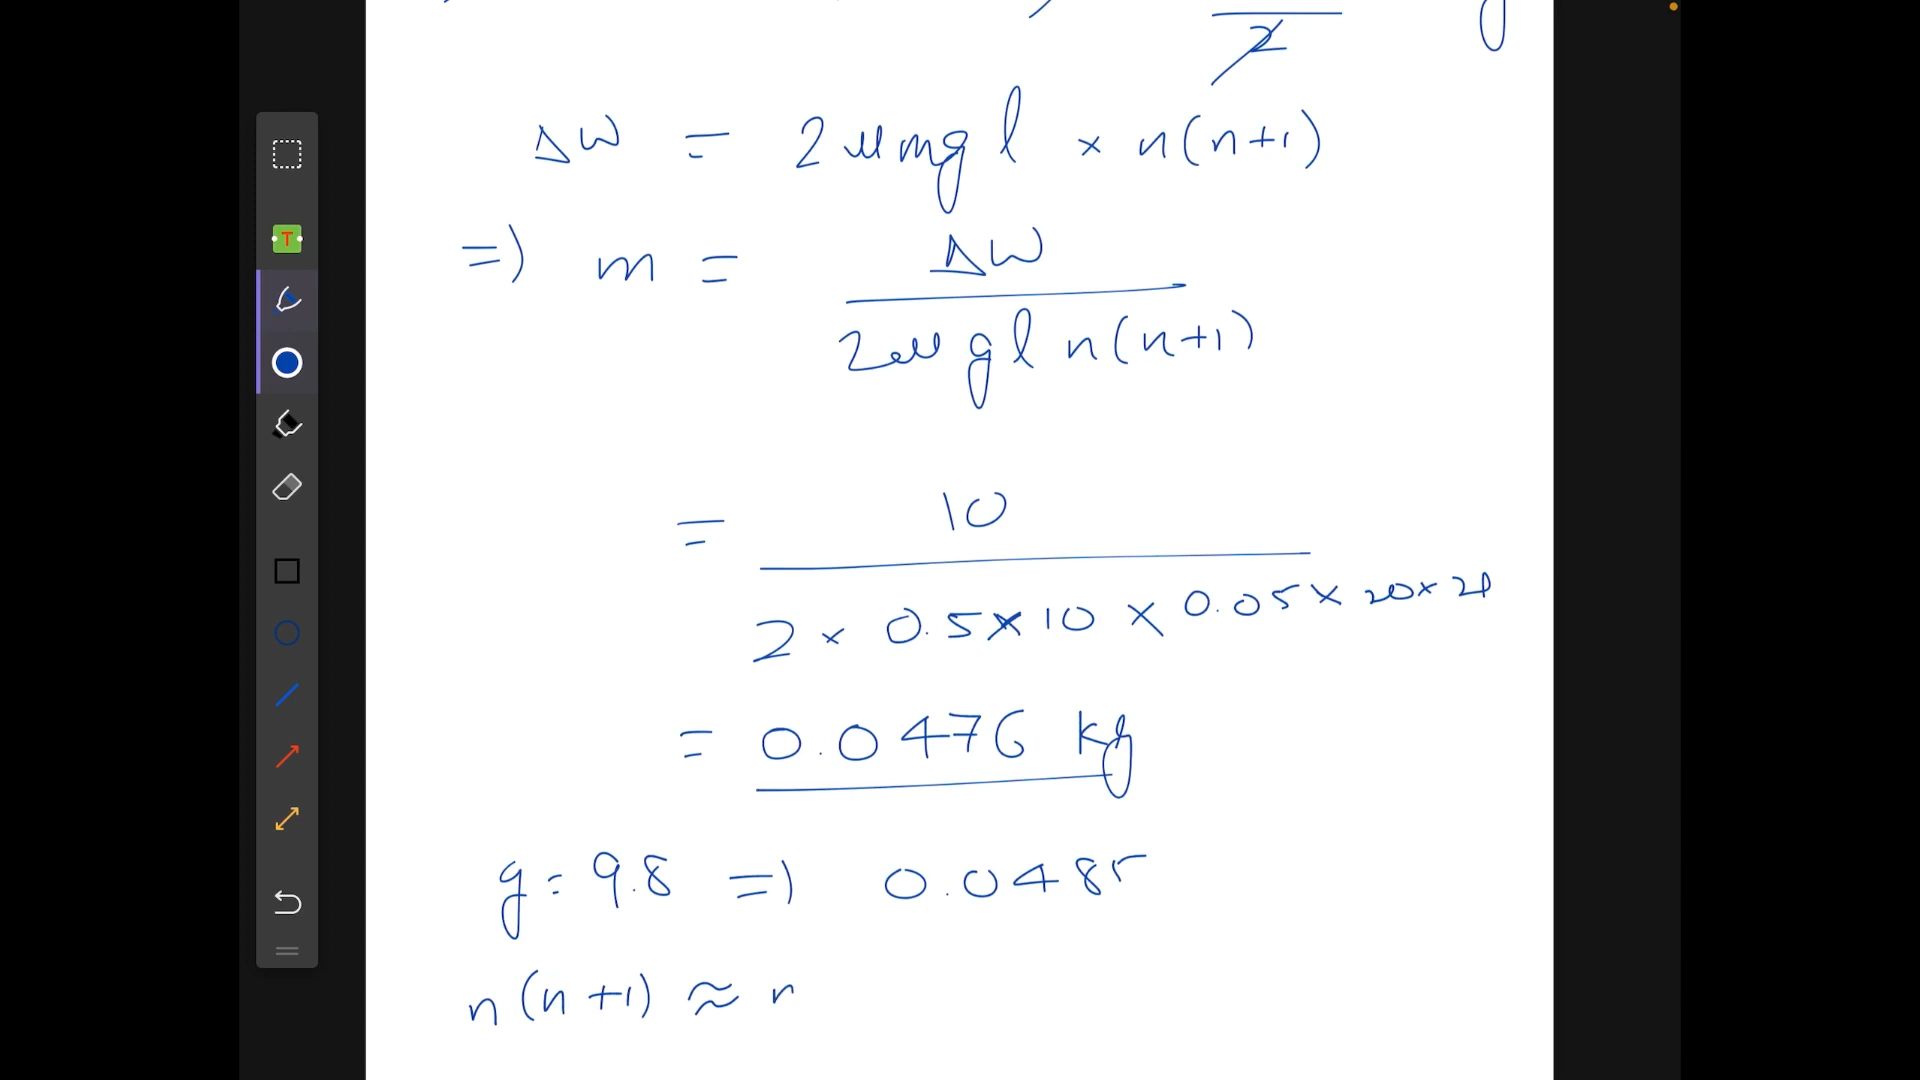 2
ΔW = 2μmgl × n(n+1)
=) m = ΔW / 2μgl n(n+1)
= 10 / 2 × 0.5 × 10 × 0.05 × 20 × 21
= 0.0476 kg
g = 9.8 =) 0.0485
n(n+1) ≈ n